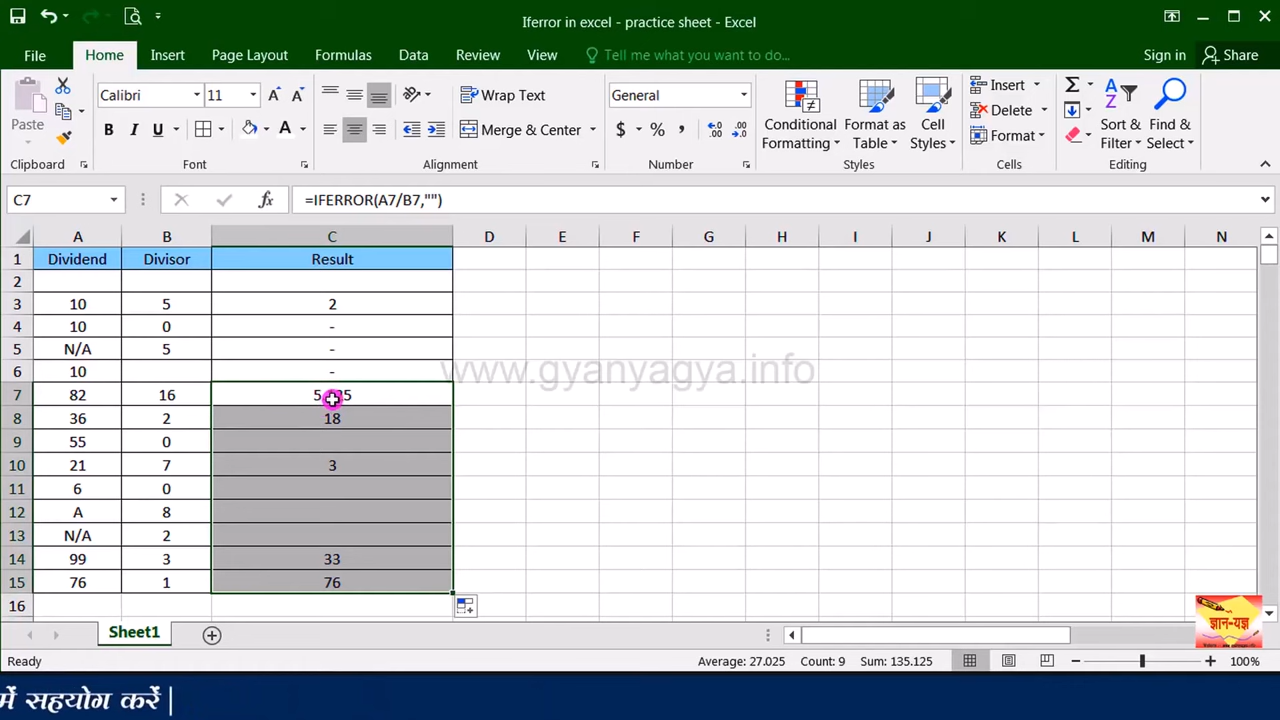 Iferror in excel - practice sheet - Excel
File Home Insert Page Layout Formulas Data Review View Tell me what you want to do... Sign in Share
Paste Calibri 11 Wrap Text General Insert
B I U Merge & Center $ % Conditional Formatting Format as Table Cell Styles Delete Format Sort & Filter Find & Select
Clipboard Font Alignment Number Styles Cells Editing
C7 fx =IFERROR(A7/B7,"")
A B C D E F G H I J K L M N
1 Dividend Divisor Result
2
3 10 5 2
4 10 0 -
5 N/A 5 -
6 10 -
www.gyanyagya.info
7 82 16
8 36 2 18
9 55 0
10 21 7 3
11 6 0
12 A 8
13 N/A 2
14 99 3 33
15 76 1 76
16
ज्ञान-यज्ञ
Sheet1
Ready Average: 27.025 Count: 9 Sum: 135.125 100%
में सहयोग करें |